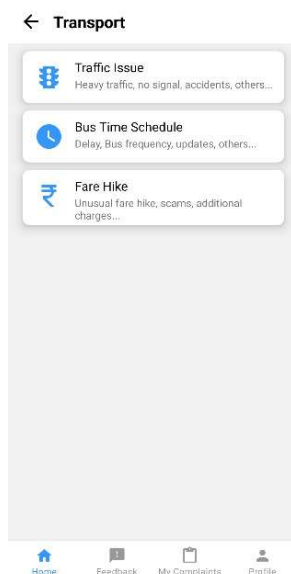 Transport
Traffic Issue
Heavy traffic, no signal, accidents, others...
Bus Time Schedule
Delay, Bus frequency, updates, others...
Fare Hike
Unusual fare hike, scams, additional
charges...
Home Feedback My Complaints Profile